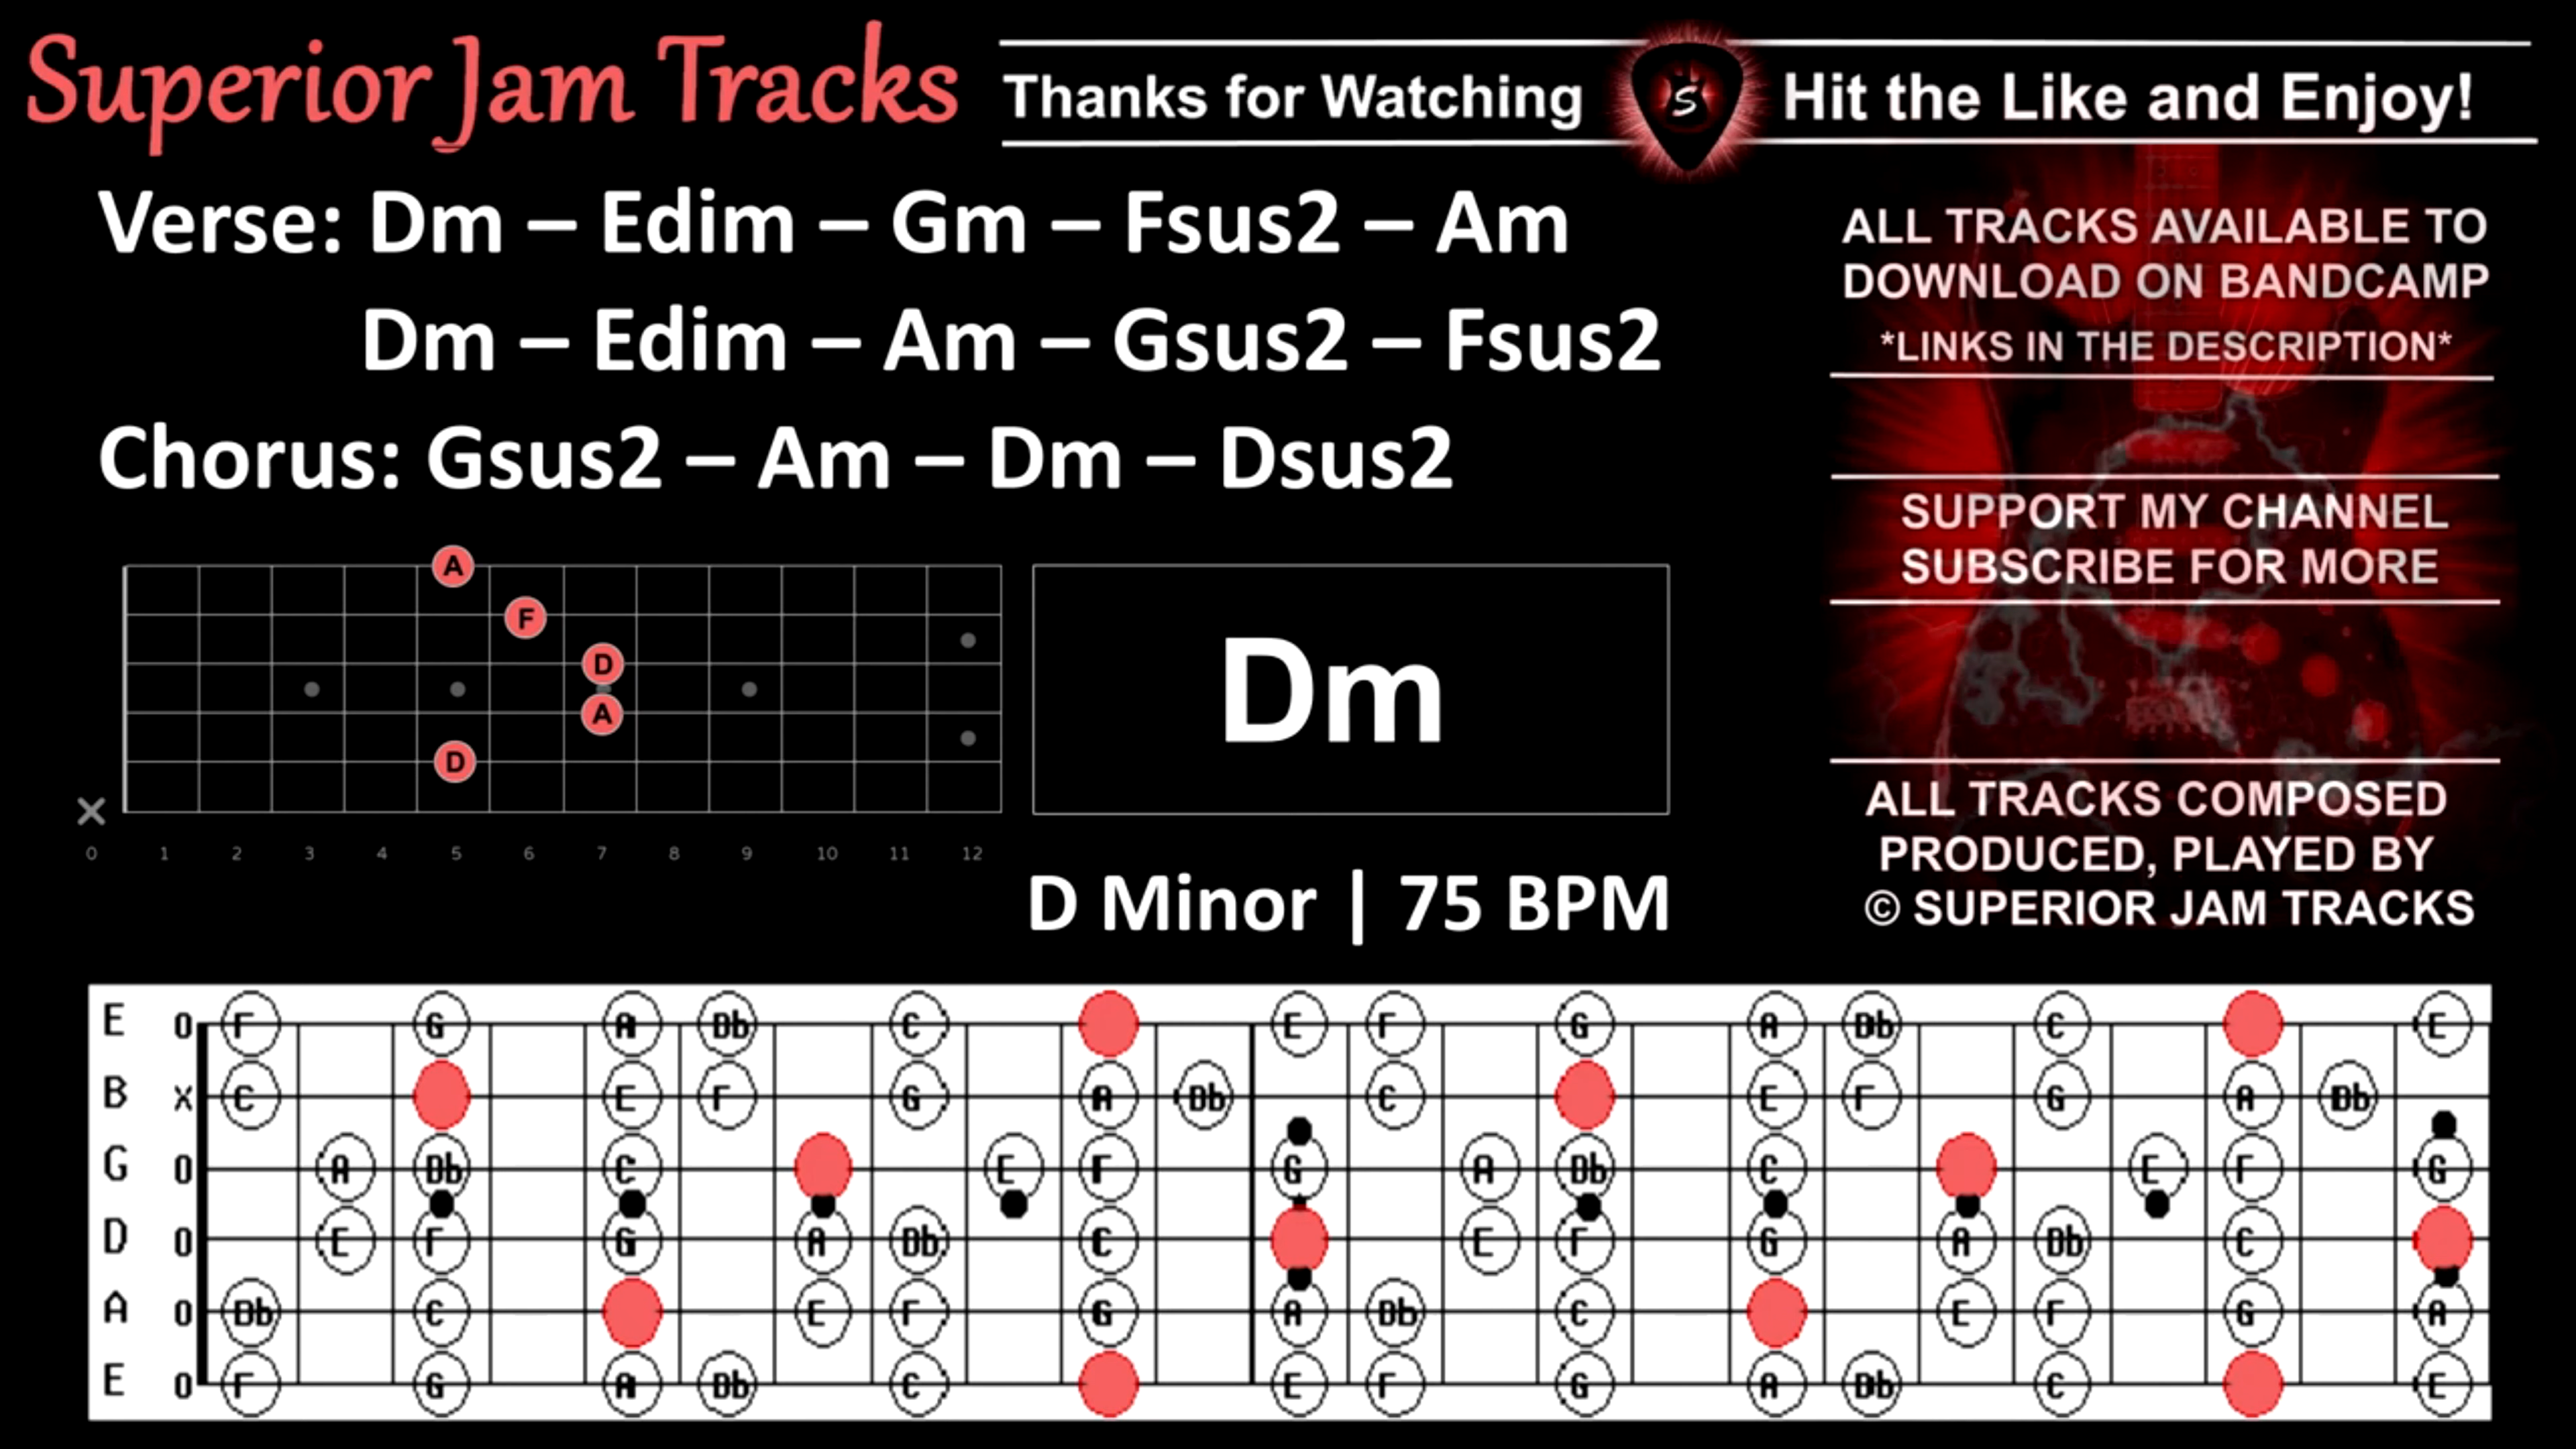 Superior Jam Tracks
Thanks for Watching
S
Hit the Like and Enjoy!
Verse: Dm – Edim – Gm – Fsus2 – Am
Dm – Edim – Am – Gsus2 – Fsus2
Chorus: Gsus2 – Am – Dm – Dsus2
ALL TRACKS AVAILABLE TO
DOWNLOAD ON BANDCAMP
*LINKS IN THE DESCRIPTION*
SUPPORT MY CHANNEL
SUBSCRIBE FOR MORE
ALL TRACKS COMPOSED
PRODUCED, PLAYED BY
© SUPERIOR JAM TRACKS
A
F
D
A
D
×
0 1 2 3 4 5 6 7 8 9 10 11 12
Dm
D Minor | 75 BPM
E 0 F G A Db C E F G A Db C E
B x C E F G A Db C E F G A Db
G 0 A Db C E F G A Db C E F G
D 0 E F G A Db C E F G A Db C
A 0 Db C E F G A Db C E F G A
E 0 F G A Db C E F G A Db C E